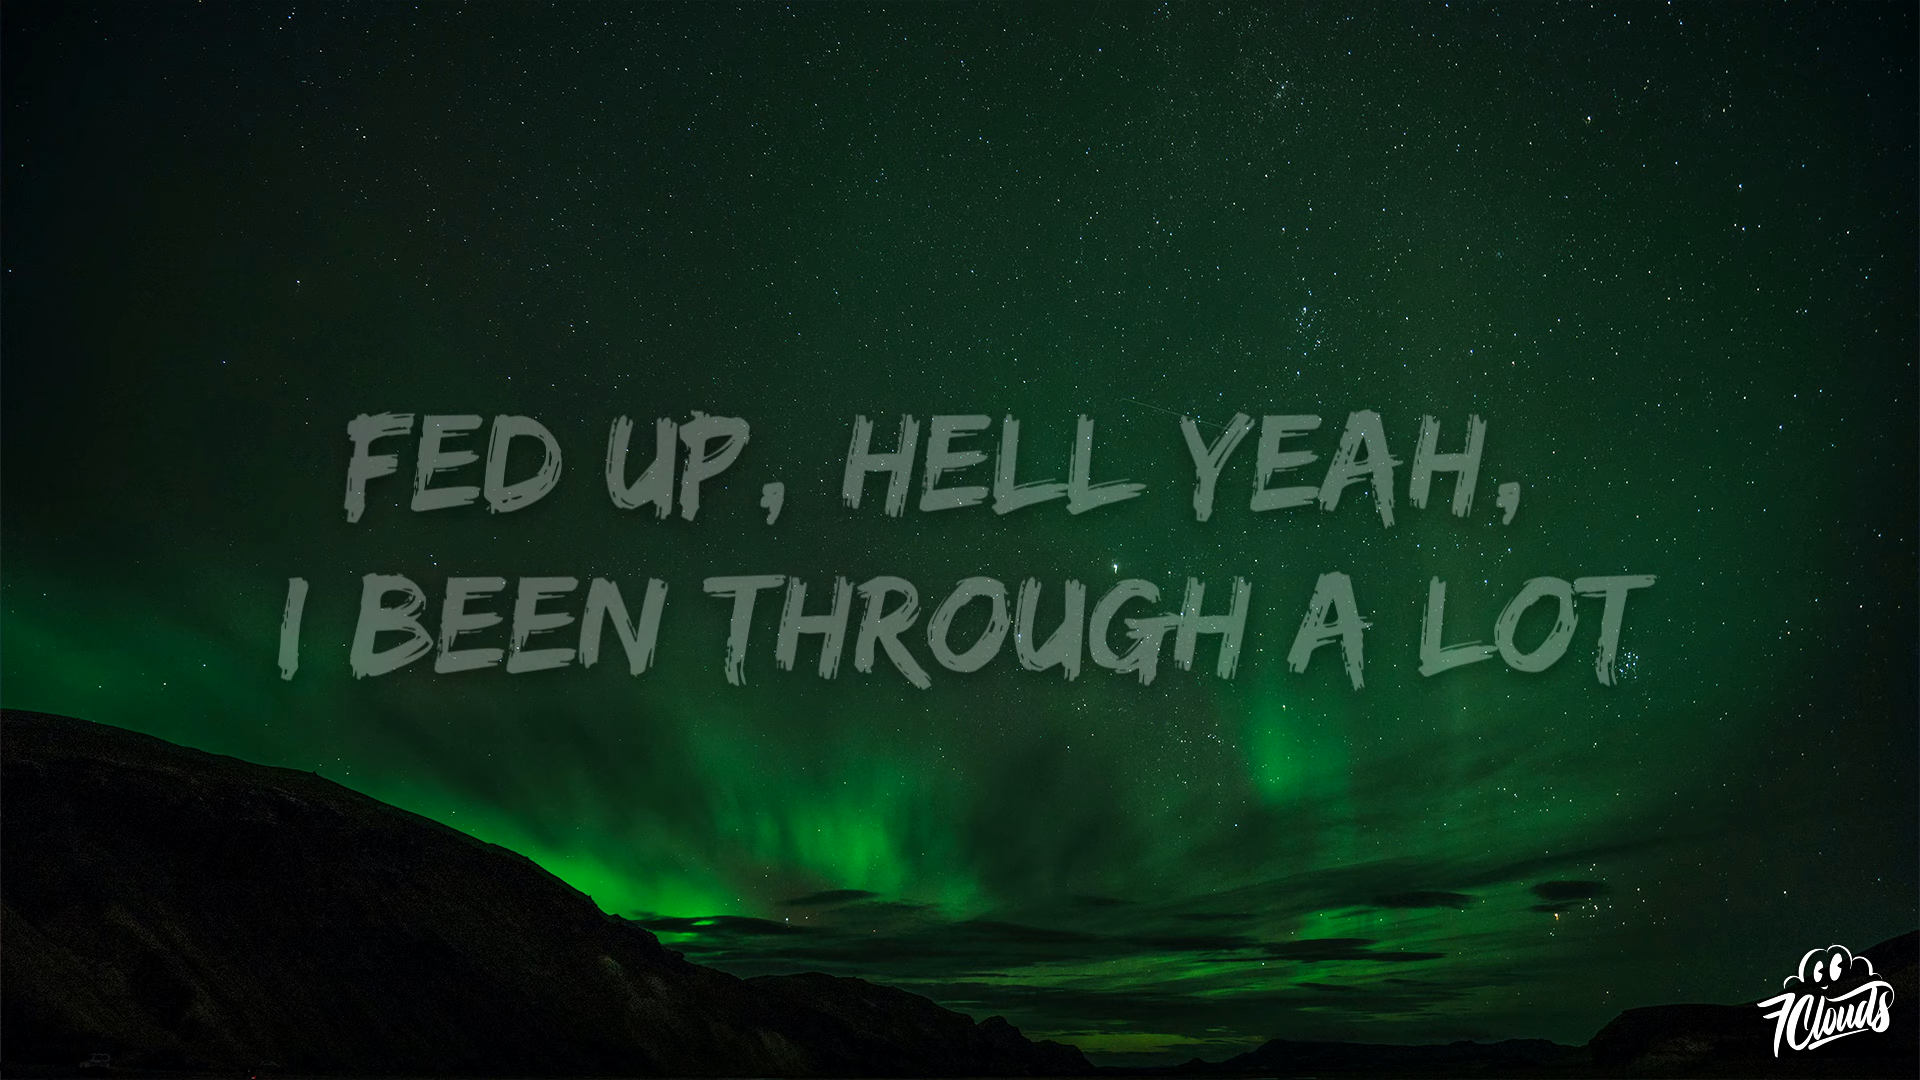 FED UP, HELL YEAH,
I BEEN THROUGH A LOT
7Clouds